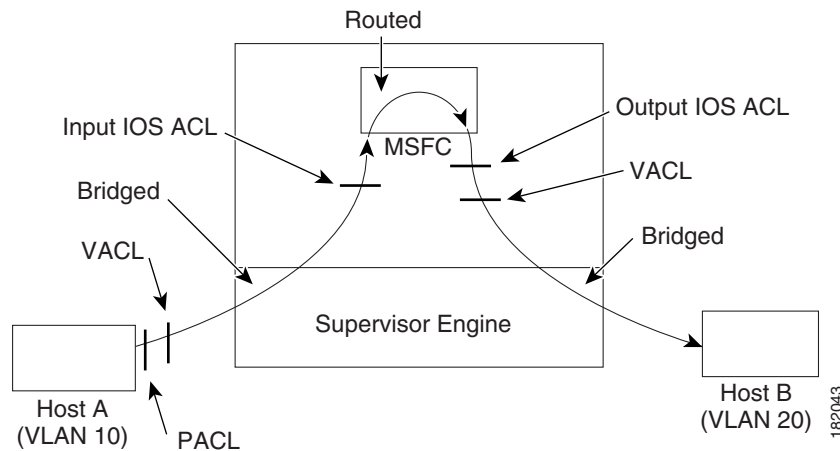 Routed
Input IOS ACL
Output IOS ACL
MSFC
VACL
Bridged
Bridged
VACL
Supervisor Engine
Host A
(VLAN 10)
PACL
Host B
(VLAN 20)
182043